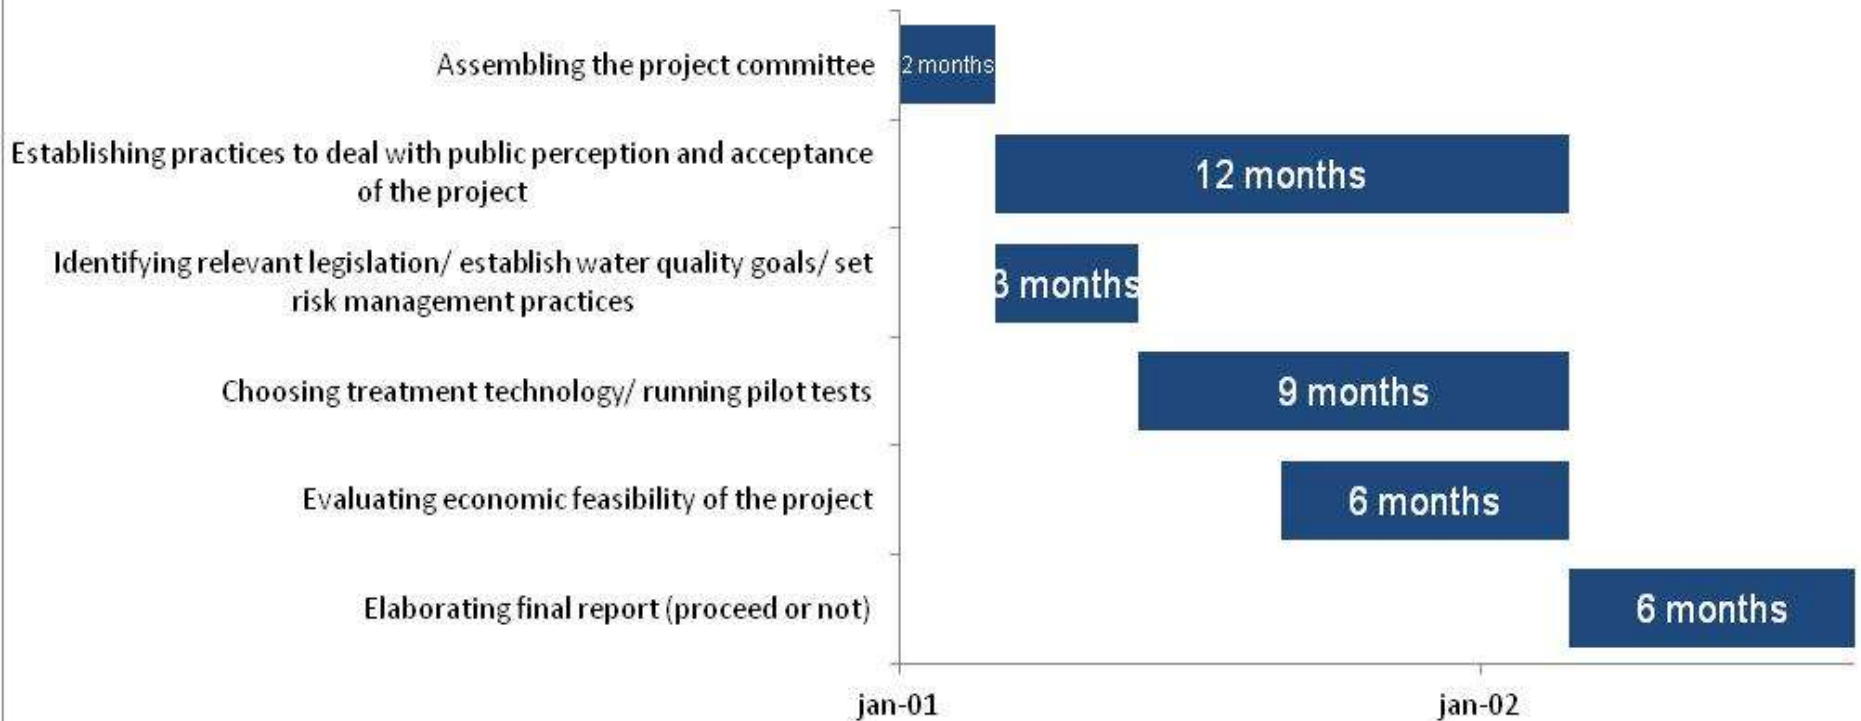 Assembling the project committee
2 months
Establishing practices to deal with public perception and acceptance
of the project
12 months
Identifying relevant legislation/ establish water quality goals/ set
risk management practices
3 months
Choosing treatment technology/ running pilot tests
9 months
Evaluating economic feasibility of the project
6 months
Elaborating final report (proceed or not)
6 months
jan-01
jan-02